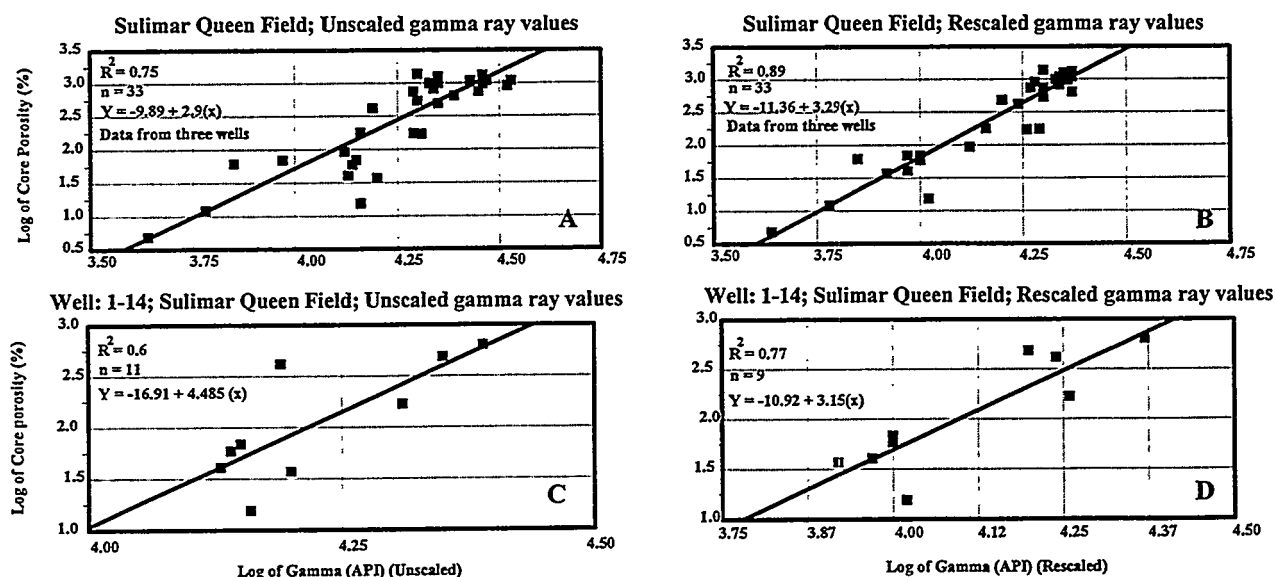 Sulimar Queen Field; Unscaled gamma ray values
Log of Core Porosity (%)
3.5
3.0
2.5
2.0
1.5
1.0
0.5
R2 = 0.75
n = 33
Y = -9.89 + 2.9(x)
Data from three wells
A
3.50
3.75
4.00
4.25
4.50
4.75
Sulimar Queen Field; Rescaled gamma ray values
3.5
3.0
2.5
2.0
1.5
1.0
0.5
R2 = 0.89
n = 33
Y = -11.36 + 3.29(x)
Data from three wells
B
3.50
3.75
4.00
4.25
4.50
4.75
Well: 1-14; Sulimar Queen Field; Unscaled gamma ray values
Log of Core porosity (%)
3.0
2.5
2.0
1.5
1.0
R2 = 0.6
n = 11
Y = -16.91 + 4.485 (x)
C
4.00
4.25
4.50
Log of Gamma (API) (Unscaled)
Well: 1-14; Sulimar Queen Field; Rescaled gamma ray values
3.0
2.5
2.0
1.5
1.0
R2 = 0.77
n = 9
Y = -10.92 + 3.15(x)
D
3.75
3.87
4.00
4.12
4.25
4.37
4.50
Log of Gamma (API) (Rescaled)